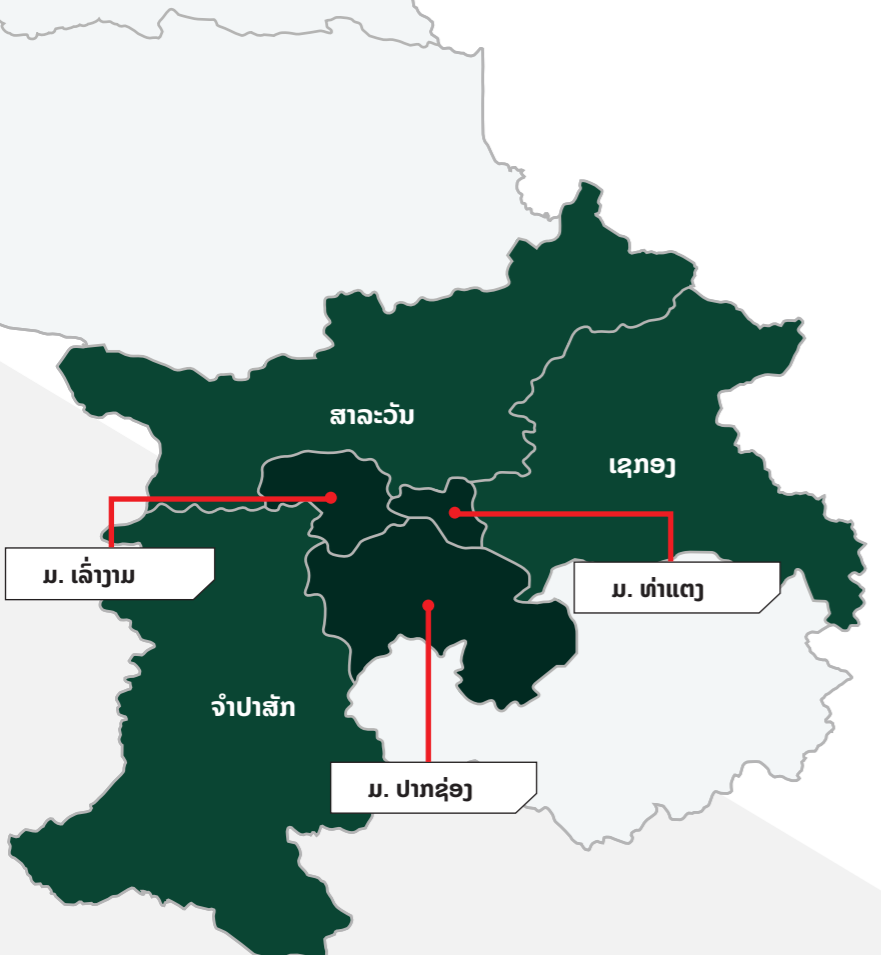 ສາລະວັນ
ເຊກອງ
ມ. ເລົ່າງາມ
ມ. ທ່າແຕງ
ຈຳປາສັກ
ມ. ປາກຊ່ອງ